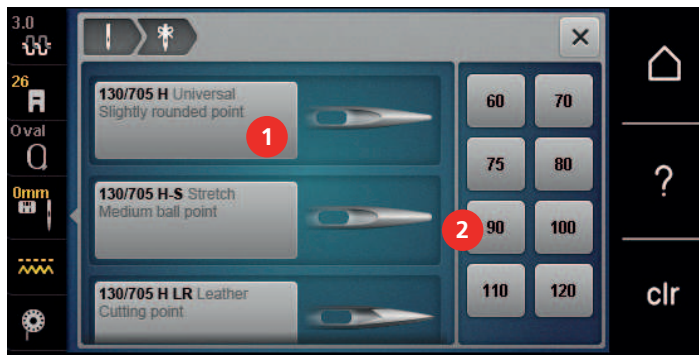 3.0
26
Oval
0mm
130/705 H Universal
Slightly rounded point
1
130/705 H-S Stretch
Medium ball point
130/705 H LR Leather
Cutting point
60 70
75 80
2
90 100
110 120
?
clr